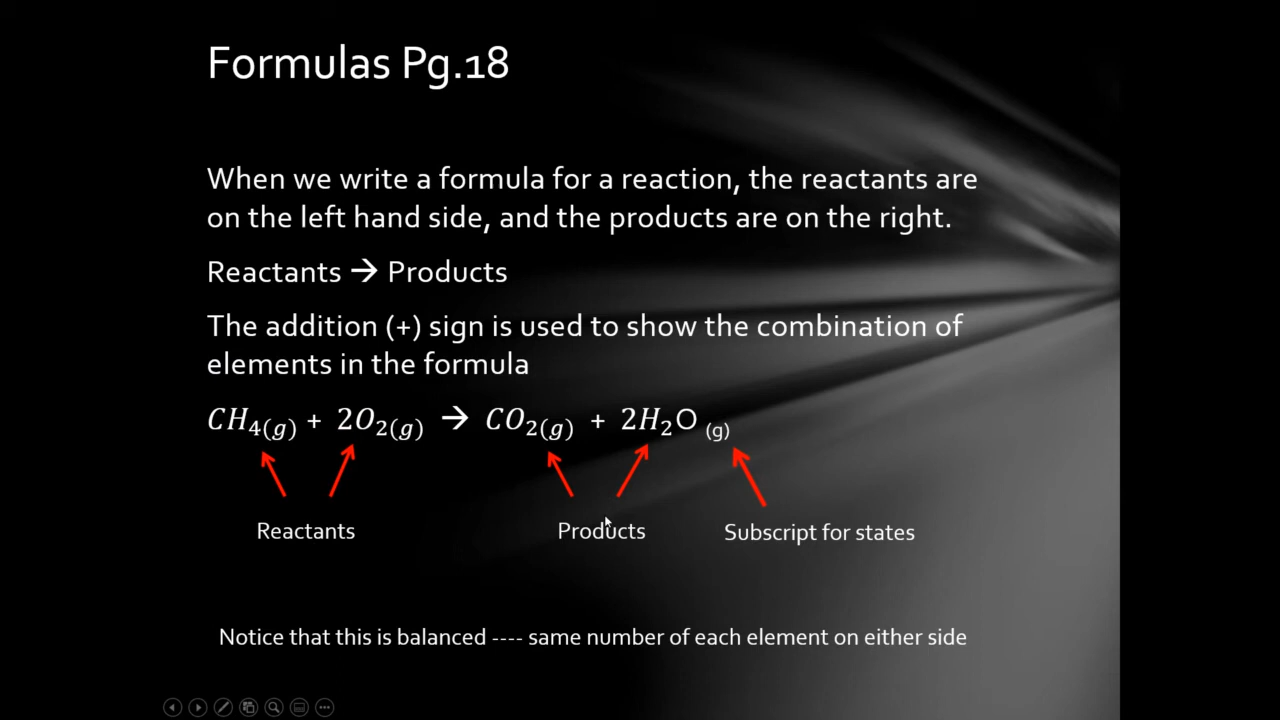 Formulas Pg.18
When we write a formula for a reaction, the reactants are
on the left hand side, and the products are on the right.
Reactants → Products
The addition (+) sign is used to show the combination of
elements in the formula
CH₄₍g₎ + 2O₂₍g₎ → CO₂₍g₎ + 2H₂O ₍g₎
Reactants Products Subscript for states
Notice that this is balanced ---- same number of each element on either side